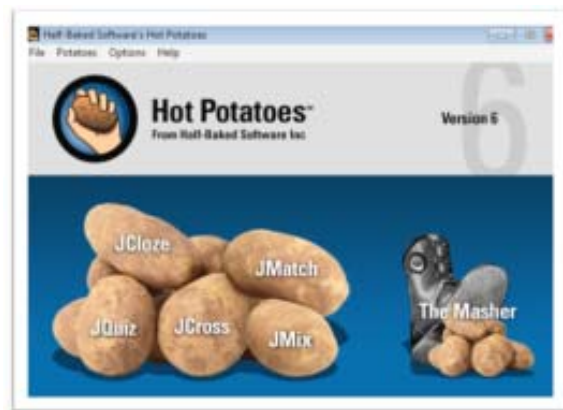 Half-Baked Software's Hot Potatoes
File Potatoes Options Help
Hot Potatoes™
From Half-Baked Software Inc
Version 6
6
JCloze
JMatch
JQuiz
JCross
JMix
The Masher